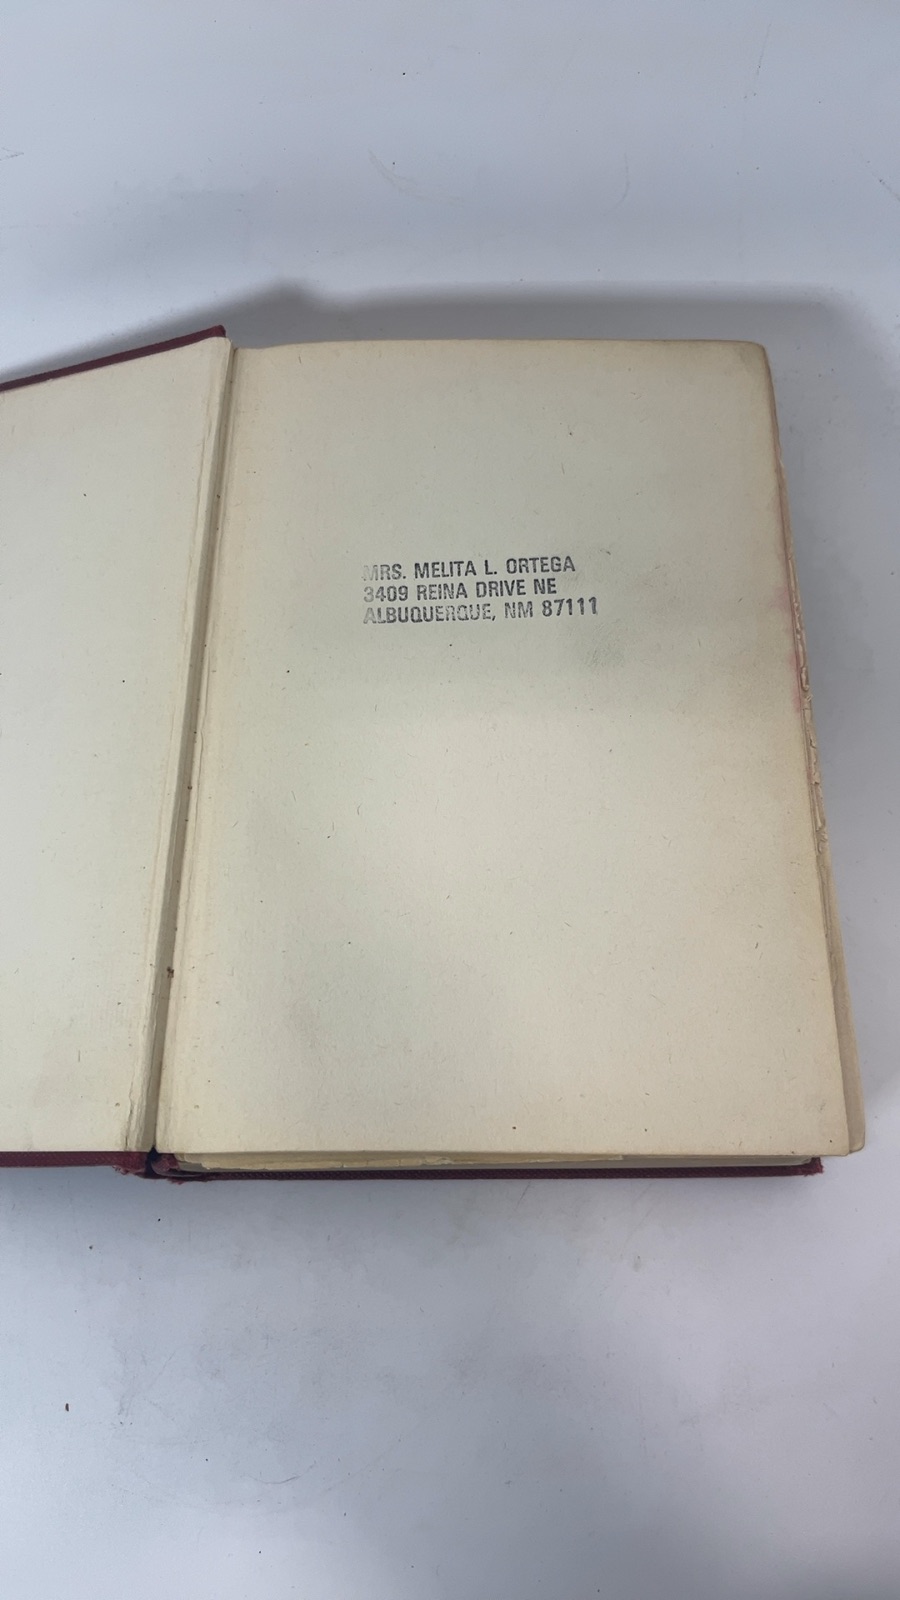 MRS. MELITA L. ORTEGA
3409 REINA DRIVE NE
ALBUQUERQUE, NM 87111